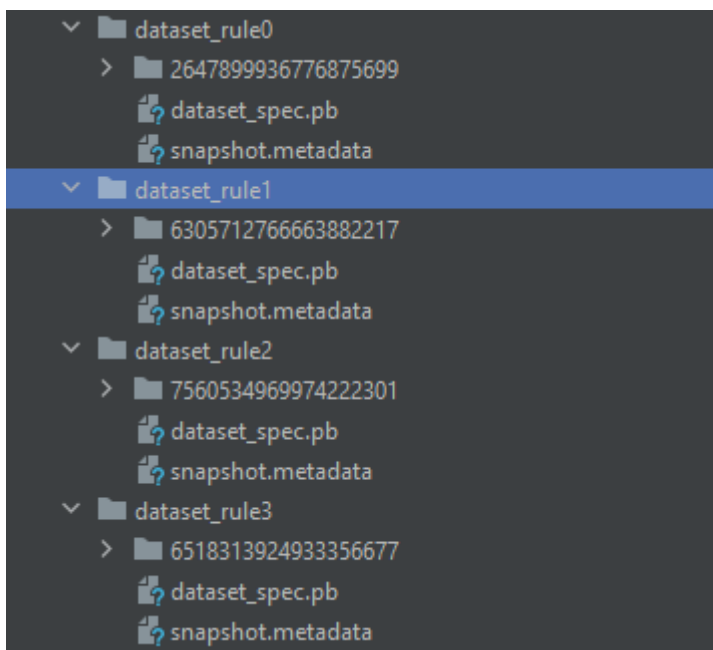 dataset_rule0
2647899936776875699
dataset_spec.pb
snapshot.metadata
dataset_rule1
6305712766663882217
dataset_spec.pb
snapshot.metadata
dataset_rule2
7560534969974222301
dataset_spec.pb
snapshot.metadata
dataset_rule3
6518313924933356677
dataset_spec.pb
snapshot.metadata